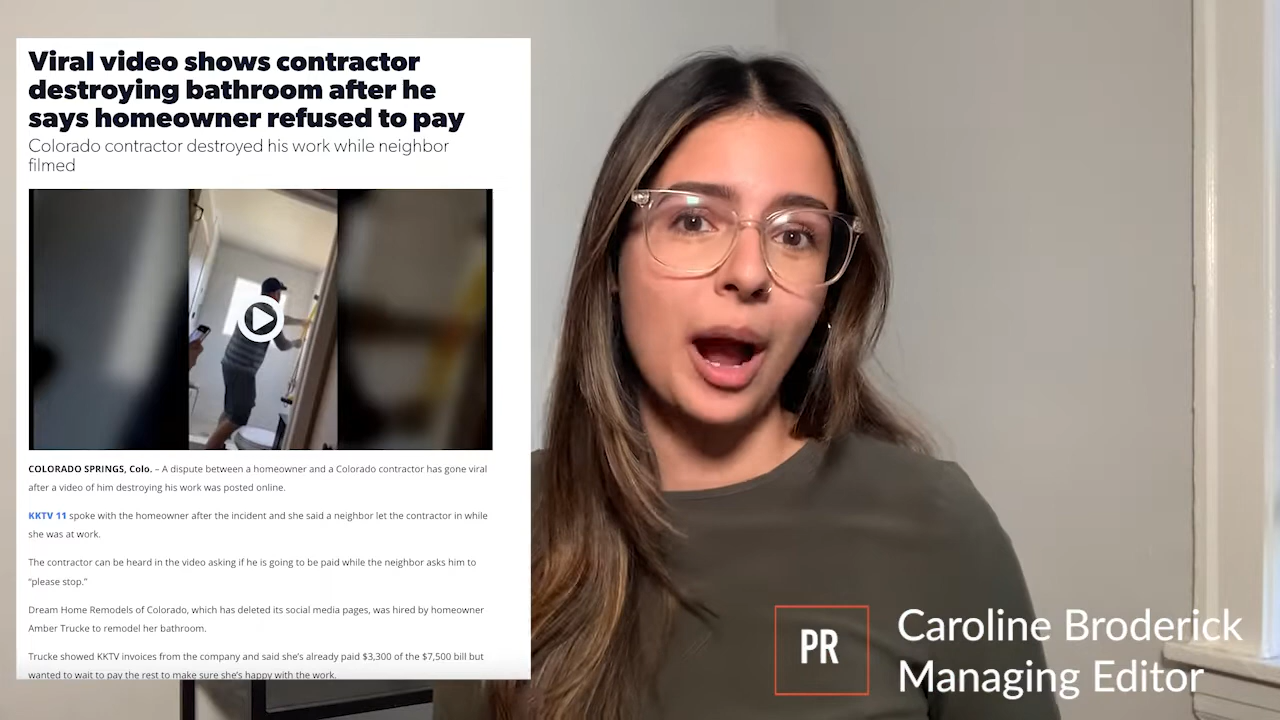 Viral video shows contractor
destroying bathroom after he
says homeowner refused to pay
Colorado contractor destroyed his work while neighbor
filmed
COLORADO SPRINGS, Colo. – A dispute between a homeowner and a Colorado contractor has gone viral
after a video of him destroying his work was posted online.
KKTV 11 spoke with the homeowner after the incident and she said a neighbor let the contractor in while
she was at work.
The contractor can be heard in the video asking if he is going to be paid while the neighbor asks him to
“please stop.”
Dream Home Remodels of Colorado, which has deleted its social media pages, was hired by homeowner
Amber Trucke to remodel her bathroom.
Trucke showed KKTV invoices from the company and said she’s already paid $3,300 of the $7,500 bill but
wanted to wait to pay the rest to make sure she’s happy with the work.
PR
Caroline Broderick
Managing Editor